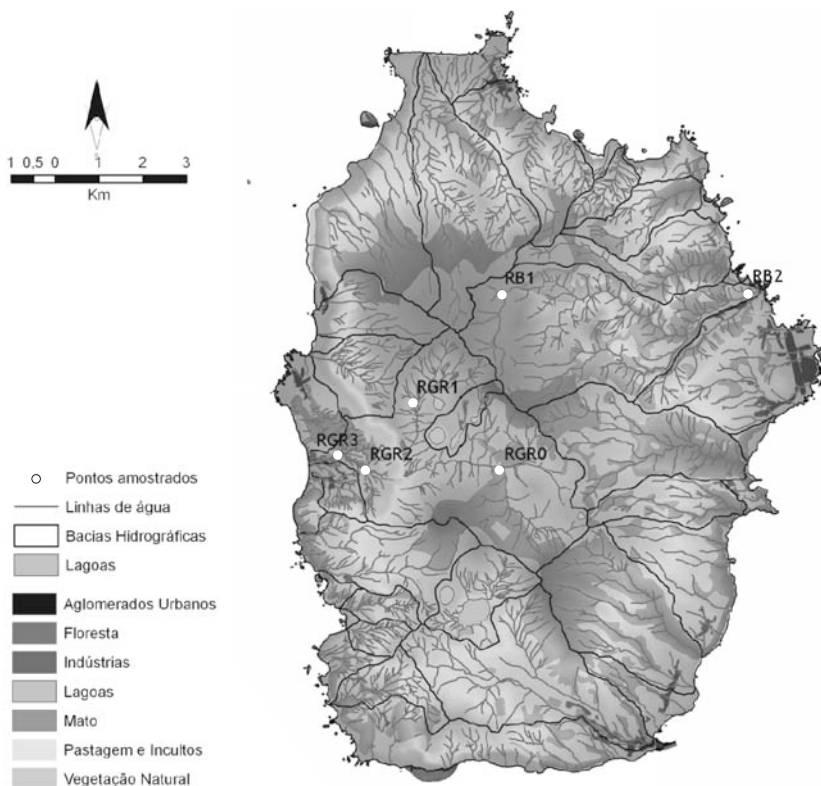 1 0,5 0 1 2 3
Km
RB1
RB2
RGR1
RGR3
RGR2
RGR0
Pontos amostrados
Linhas de água
Bacias Hidrográficas
Lagoas
Aglomerados Urbanos
Floresta
Indústrias
Lagoas
Mato
Pastagem e Incultos
Vegetação Natural